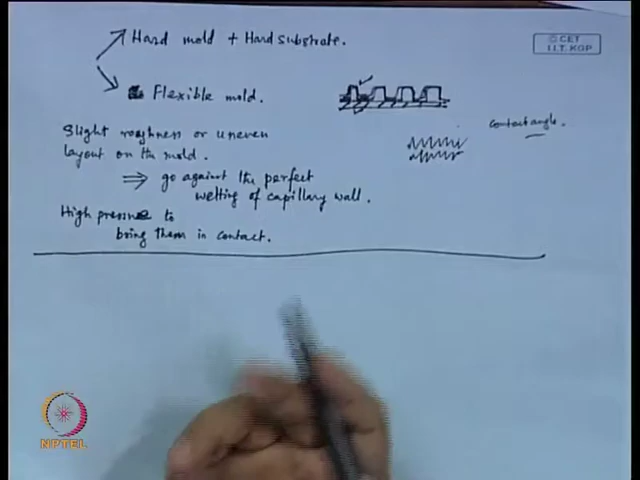 Hard mold + Hard substrate.
© CET
I.I.T. KGP
Flexible mold.
Contact angle.
Slight roughness or uneven
layout on the mold.
⇒ go against the perfect
wetting of capillary wall.
High pressure to
bring them in contact.
NPTEL